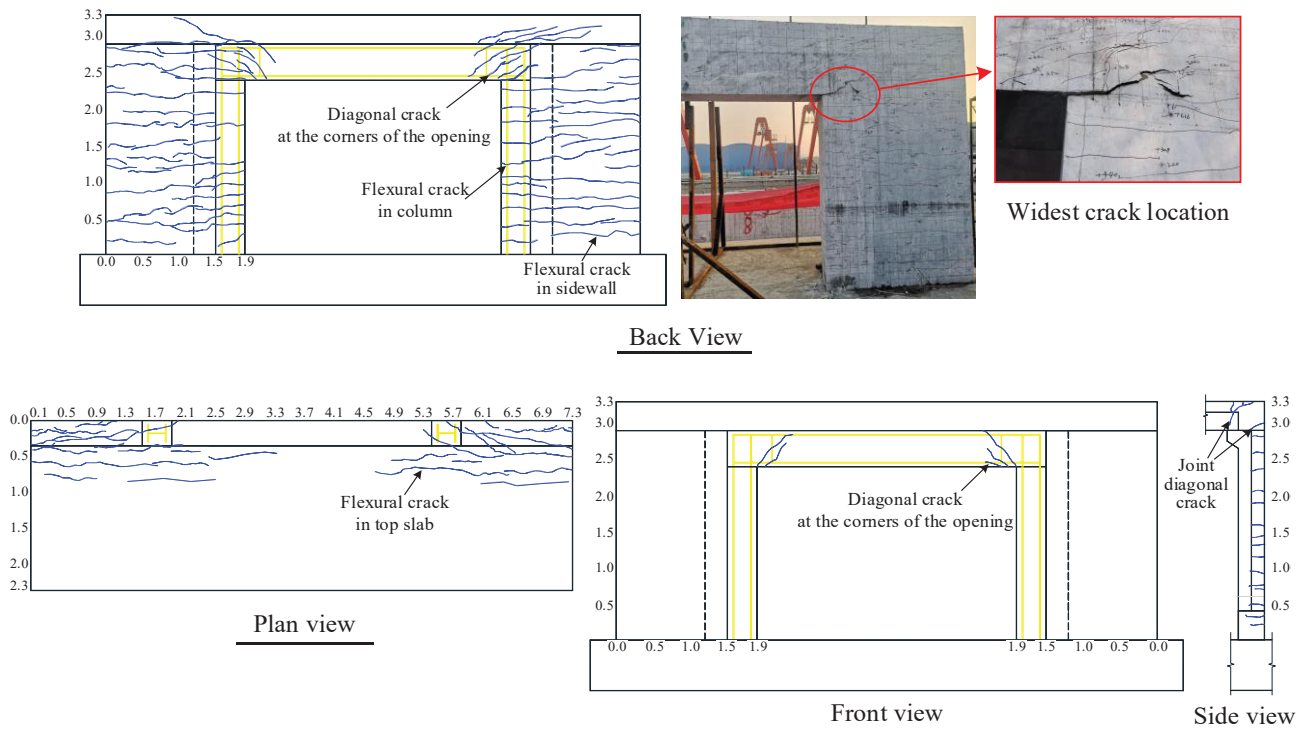 3.3
3.0
2.5
2.0
1.5
1.0
0.5
0.0 0.5 1.0 1.5 1.9
Diagonal crack
at the corners of the opening
Flexural crack
in column
Flexural crack
in sidewall
Widest crack location
Back View
0.1 0.5 0.9 1.3 1.7 2.1 2.5 2.9 3.3 3.7 4.1 4.5 4.9 5.3 5.7 6.1 6.5 6.9 7.3
0.0
0.5
1.0
1.5
2.0
2.3
Flexural crack
in top slab
Plan view
3.3
3.0
2.5
2.0
1.5
1.0
0.5
0.0 0.5 1.0 1.5 1.9
1.9 1.5 1.0 0.5 0.0
Diagonal crack
at the corners of the opening
Front view
3.3
3.0
2.5
2.0
1.5
1.0
0.5
Joint
diagonal
crack
Side view